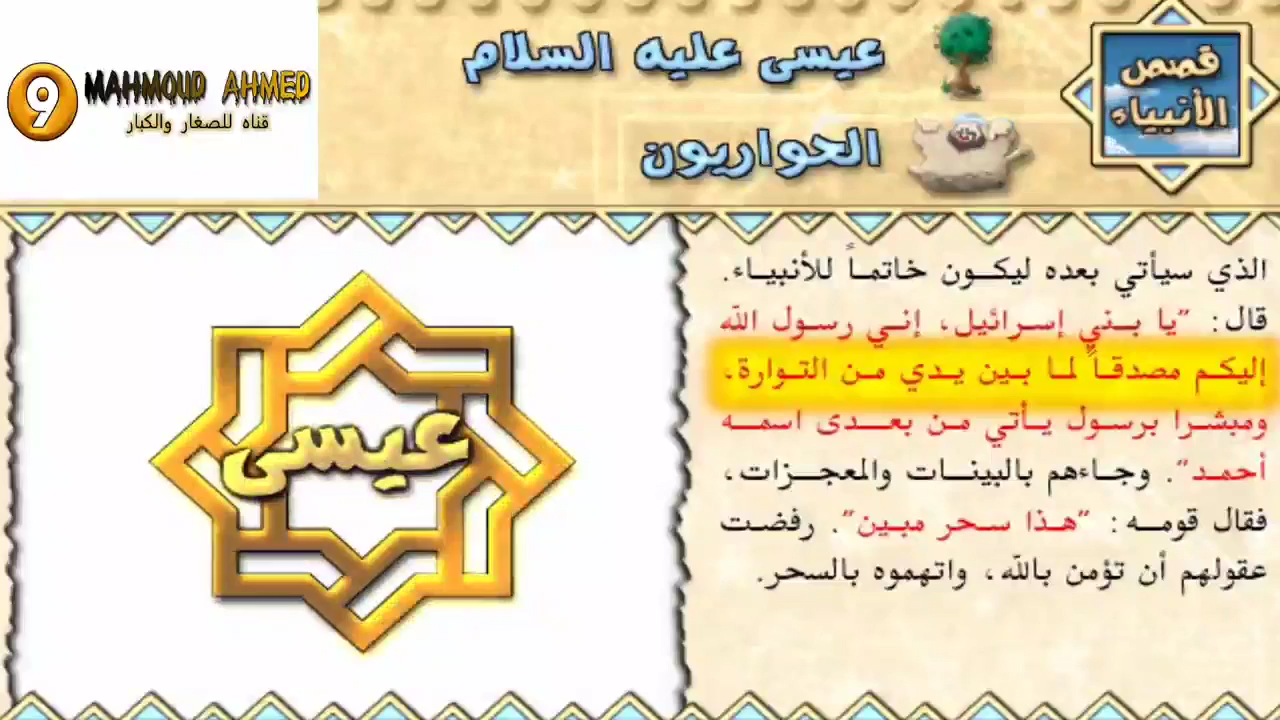 9 MAHMOUD AHMED
قناه للصغار والكبار
عيسى عليه السلام
الحواريون
قصص
الأنبياء
عيسى
الذي سيأتي بعده ليكون خاتماً للأنبياء.
قال: "يا بني إسرائيل، إني رسول الله
إليكم مصدقاً لما بين يدي من التوارة،
ومبشرا برسول يأتي من بعدى اسمه
أحمد". وجاءهم بالبينات والمعجزات،
فقال قومه: "هذا سحر مبين". رفضت
عقولهم أن تؤمن بالله، واتهموه بالسحر.